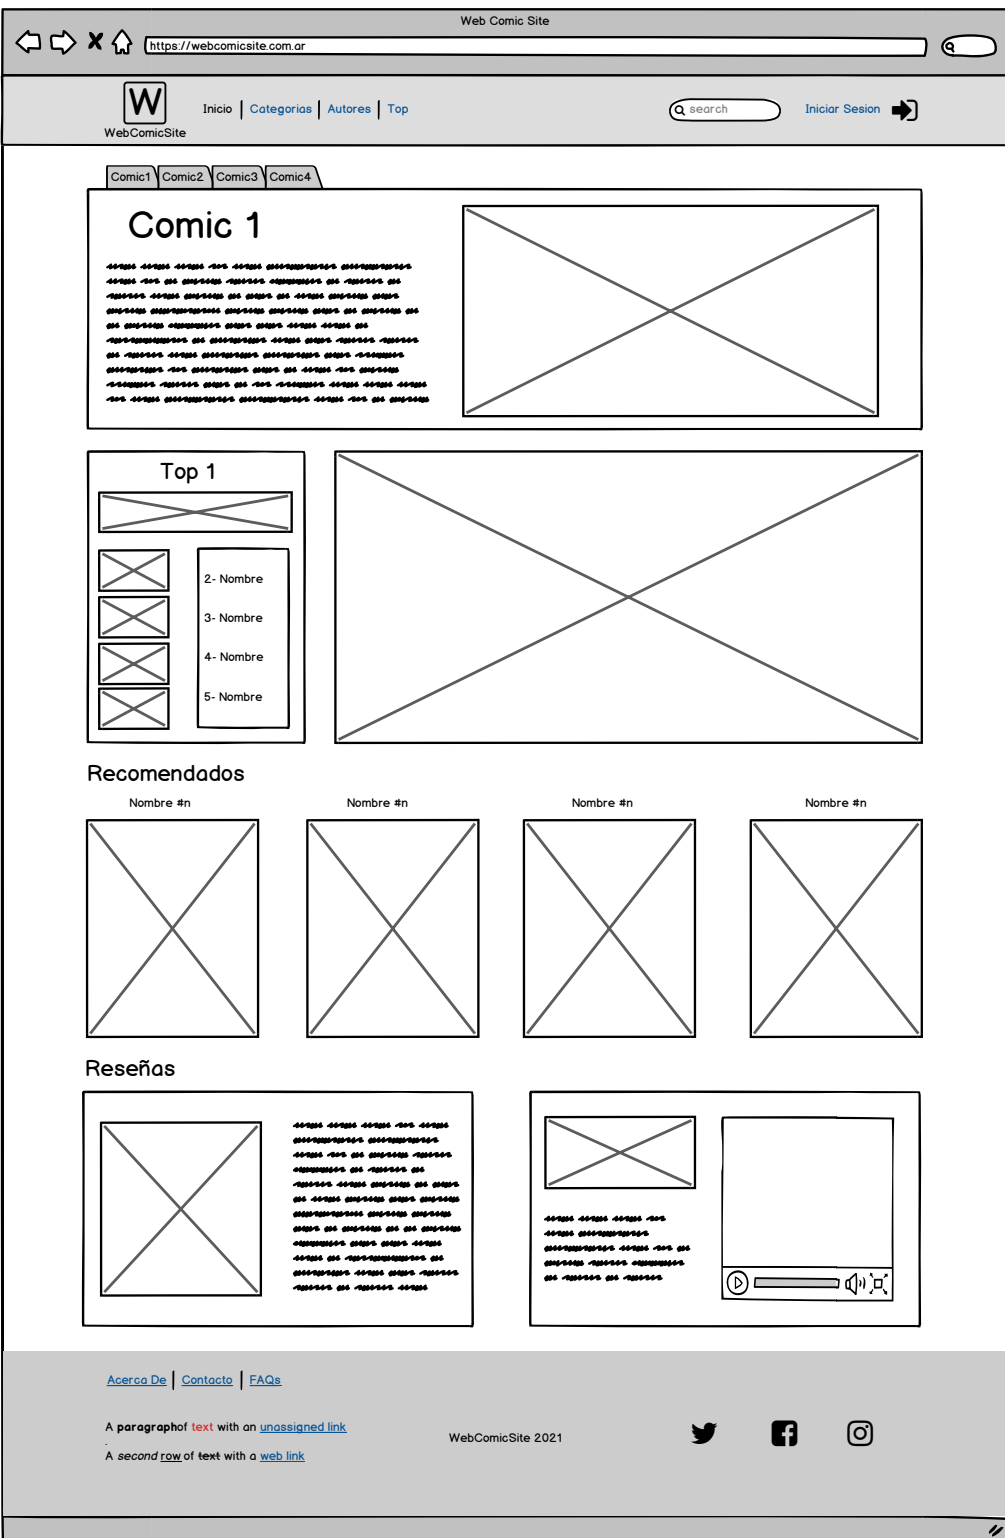 Web Comic Site
https://webcomicsite.com.ar
W
WebComicSite
Inicio | Categorias | Autores | Top
search
Iniciar Sesion
Comic1 Comic2 Comic3 Comic4
Comic 1
Top 1
2- Nombre
3- Nombre
4- Nombre
5- Nombre
Recomendados
Nombre #n Nombre #n Nombre #n Nombre #n
Reseñas
Acerca De | Contacto | FAQs
A paragraphof text with an unassigned link
.
A second row of text with a web link
WebComicSite 2021